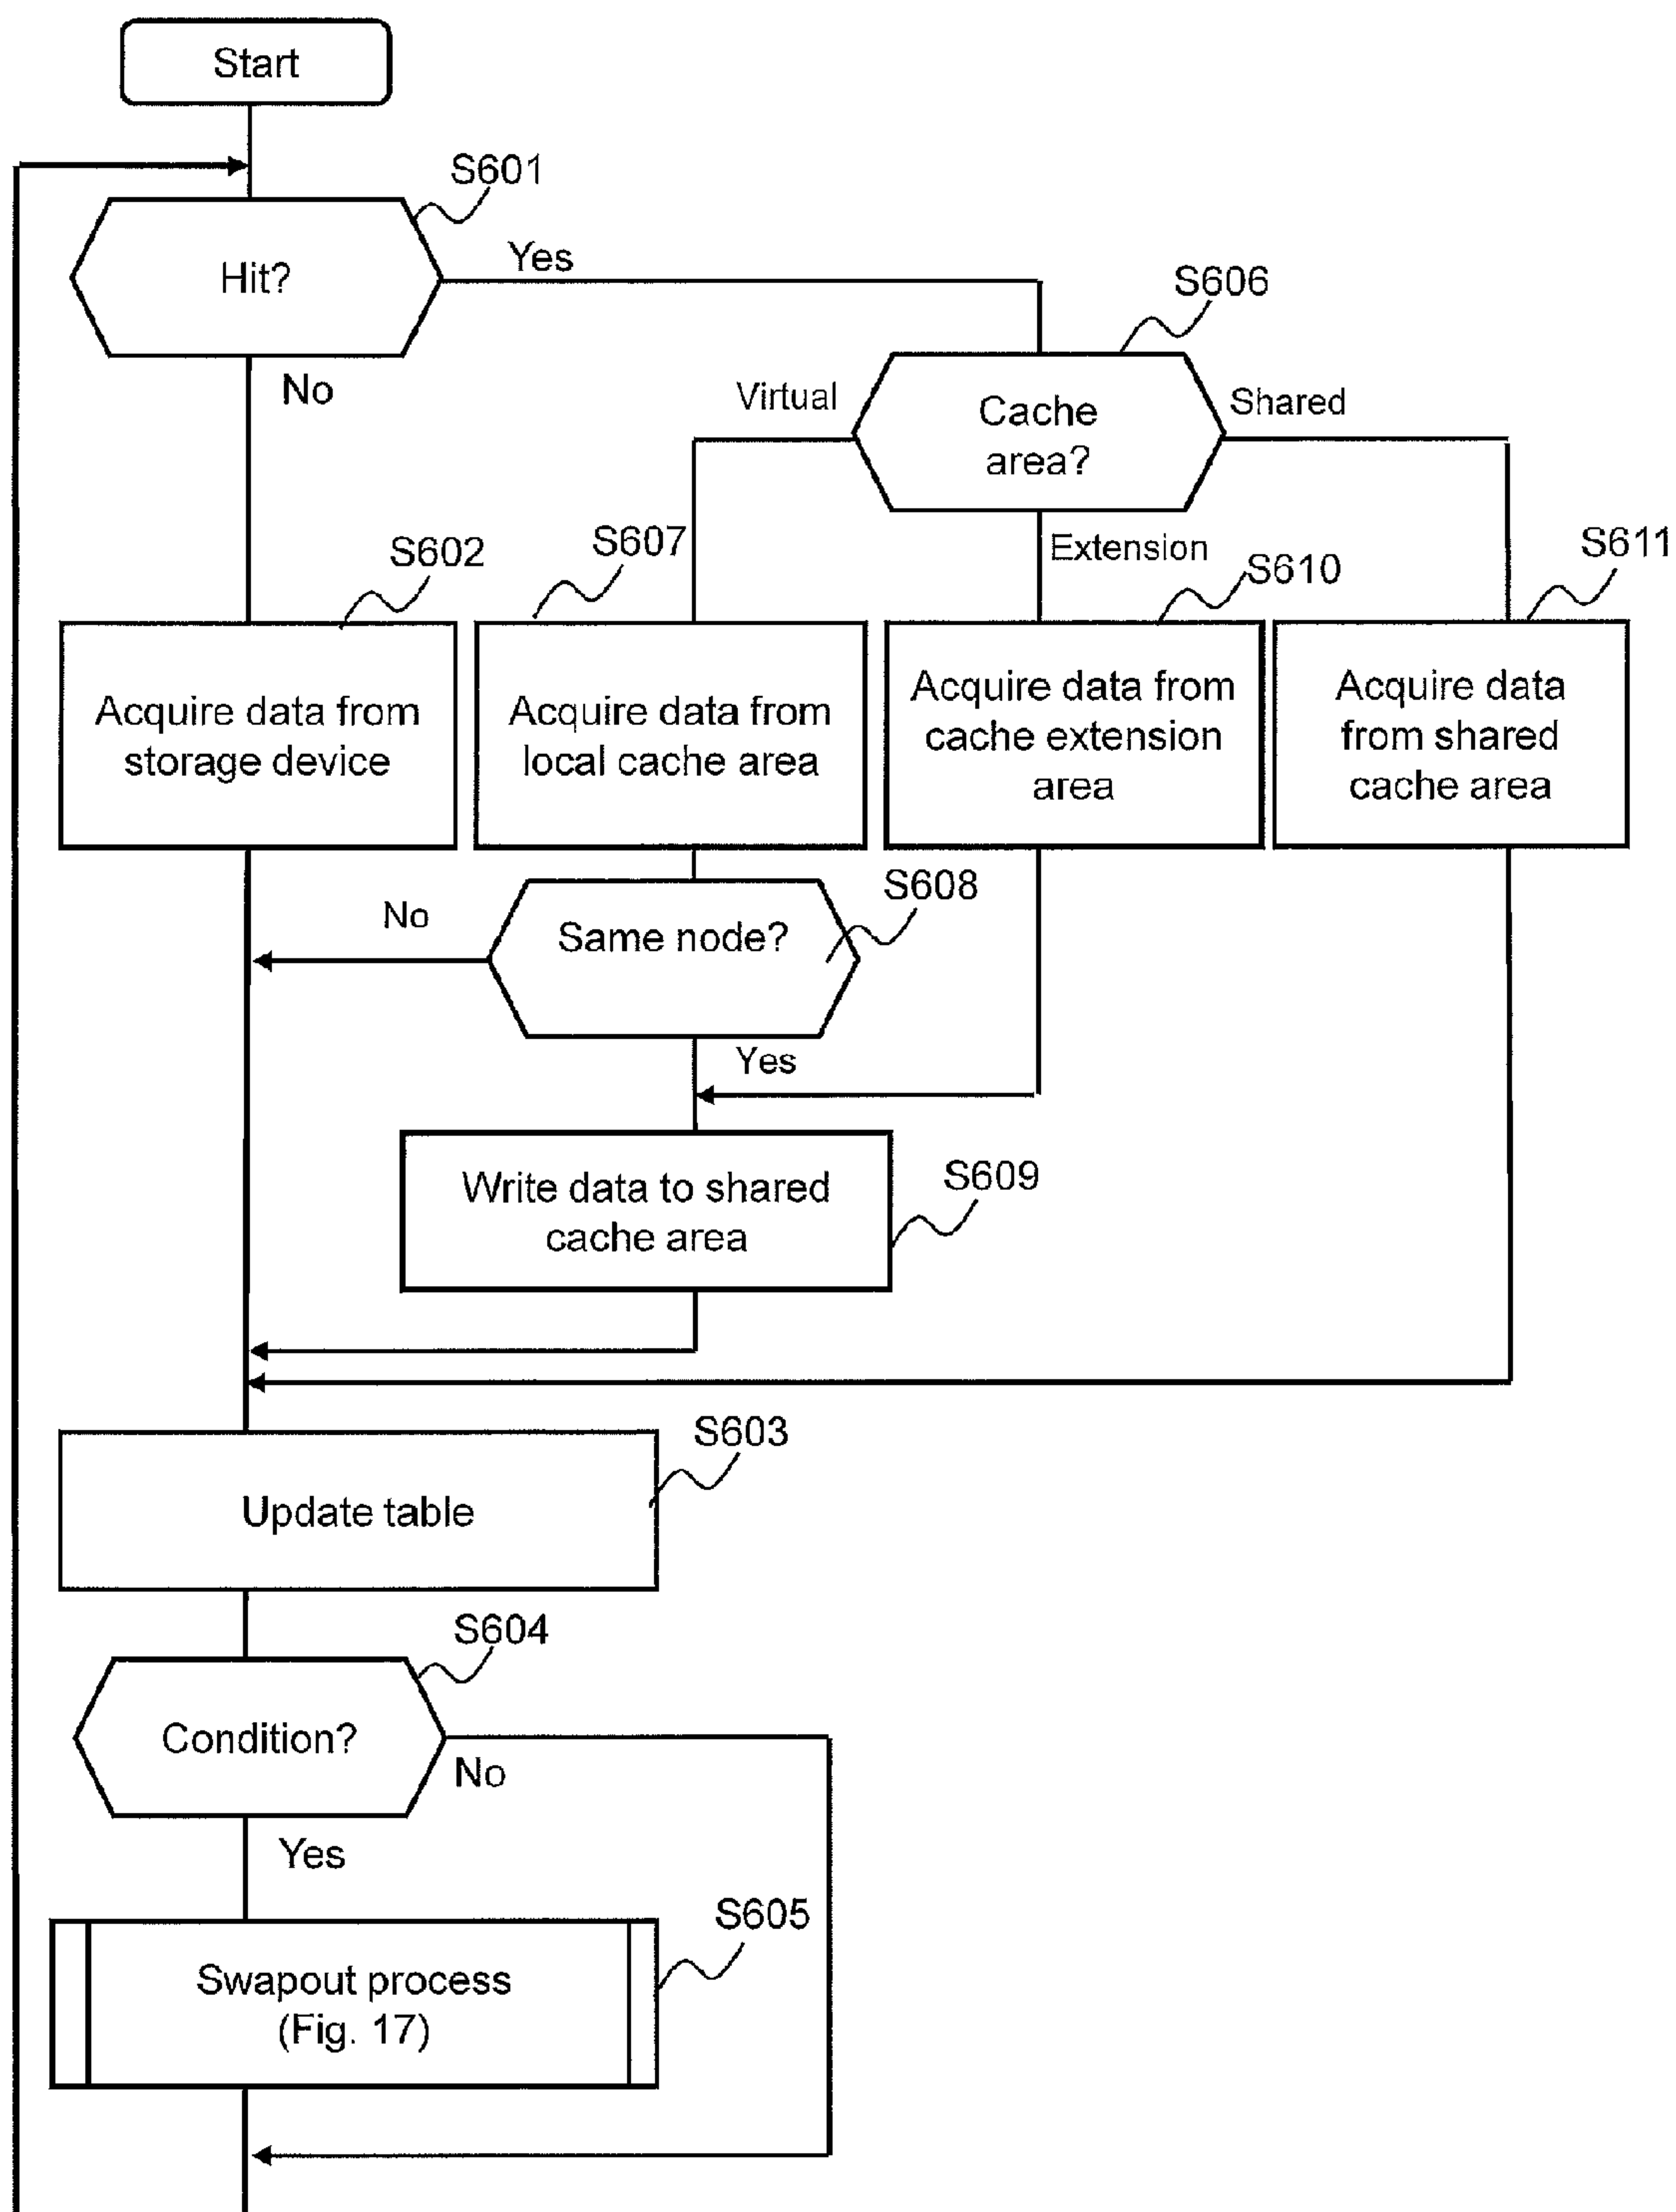 Start
S601
Hit?
Yes
No
S606
Virtual
Cache
area?
Shared
Extension
S602
S607
S610
S611
Acquire data from
storage device
Acquire data from
local cache area
Acquire data from
cache extension
area
Acquire data
from shared
cache area
S608
Same node?
No
Yes
Write data to shared
cache area
S609
S603
Update table
S604
Condition?
No
Yes
S605
Swapout process
(Fig. 17)